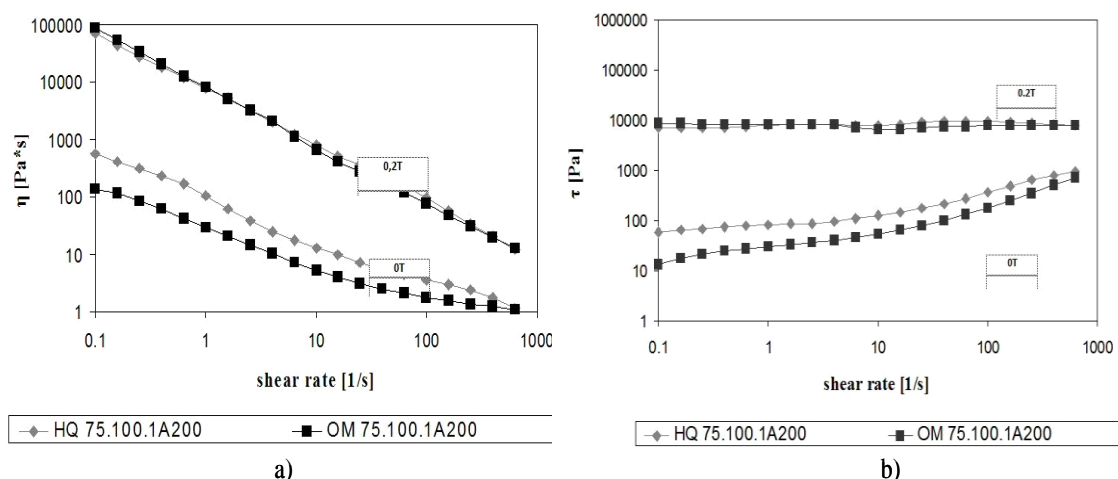 100000
10000
1000
100
10
1
η [Pa*s]
0,2T
0T
0.1 1 10 100 1000
shear rate [1/s]
HQ 75.100.1A200 OM 75.100.1A200
a)
1000000
100000
10000
1000
100
10
1
τ [Pa]
0.2T
0T
0.1 1 10 100 1000
shear rate [1/s]
HQ 75.100.1A200 OM 75.100.1A200
b)